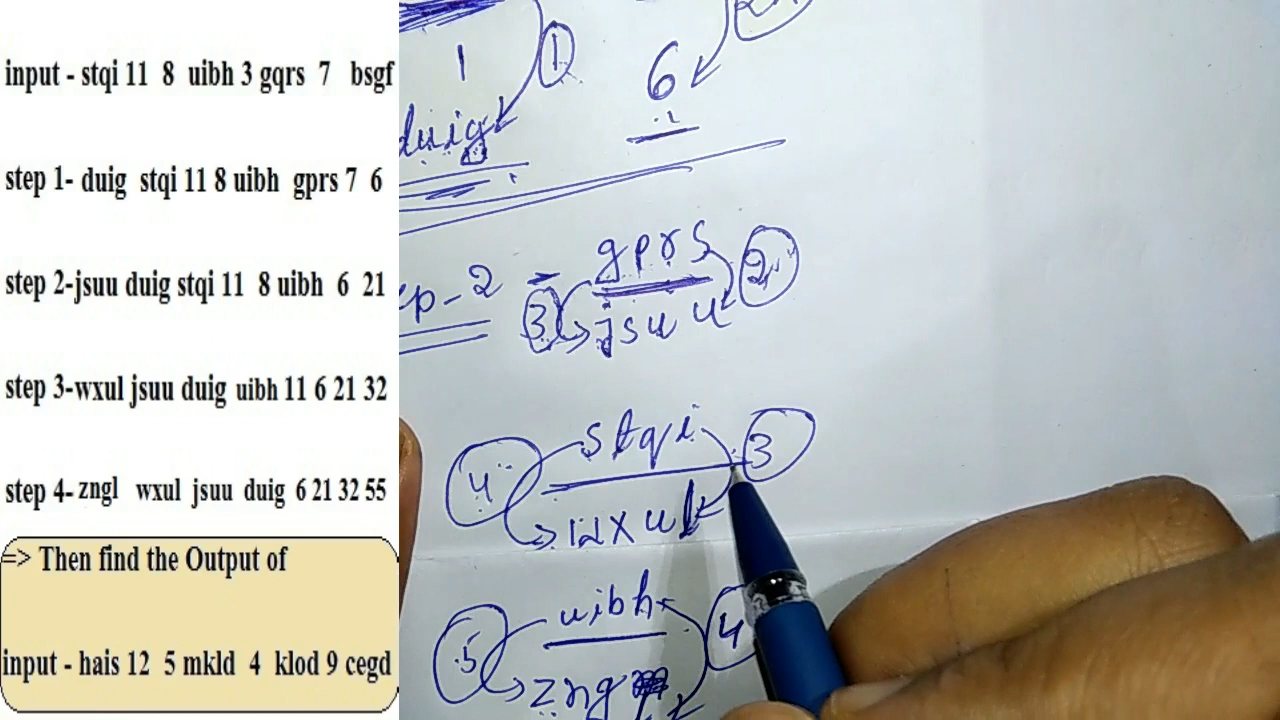 input - stqi 11 8 uibh 3 gqrs 7 bsgf
step 1- duig stqi 11 8 uibh gprs 7 6
step 2-jsuu duig stqi 11 8 uibh 6 21
step 3-wxul jsuu duig uibh 11 6 21 32
step 4- zngl wxul jsuu duig 6 21 32 55
=> Then find the Output of
input - hais 12 5 mkld 4 klod 9 cegd
1 1 6
duig
ep-2 - gprs 2
3 jsuu
stqi 3
4 wxul
uibh 4
5 zng